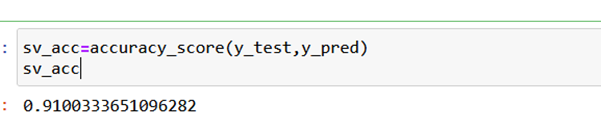 : sv_acc=accuracy_score(y_test,y_pred)
sv_acc
: 0.9100333651096282